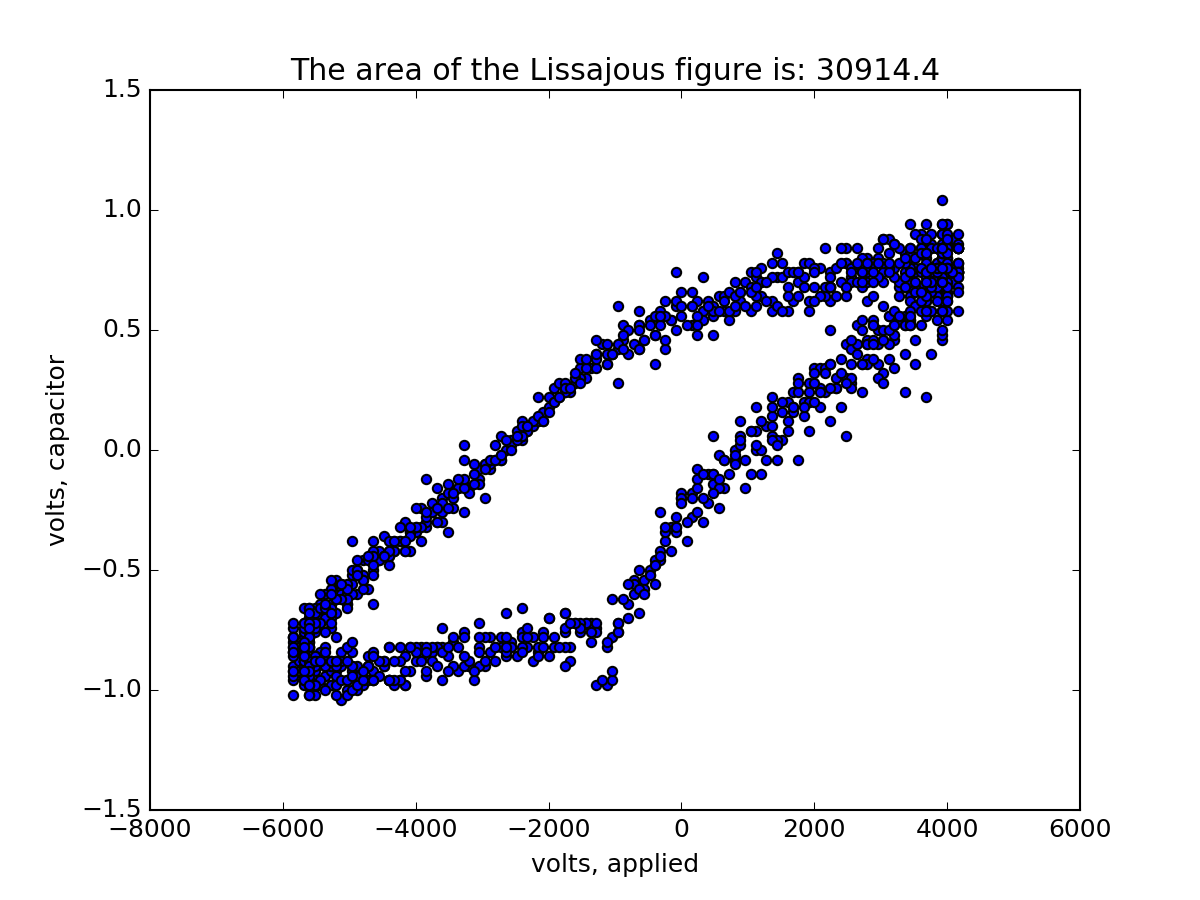 The area of the Lissajous figure is: 30914.4
1.5
1.0
0.5
0.0
−0.5
−1.0
−1.5
volts, capacitor
−8000 −6000 −4000 −2000 0 2000 4000 6000
volts, applied